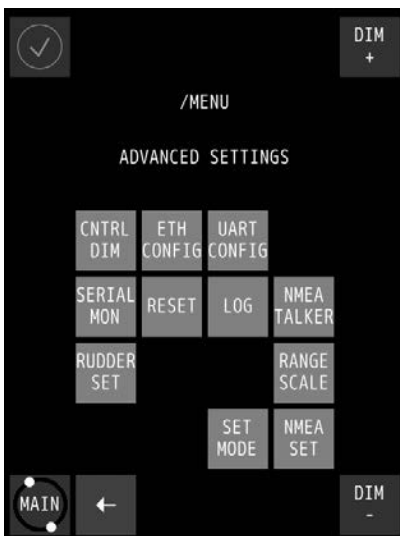 DIM
+
/MENU
ADVANCED SETTINGS
CNTRL
DIM
ETH
CONFIG
UART
CONFIG
SERIAL
MON
RESET
LOG
NMEA
TALKER
RUDDER
SET
RANGE
SCALE
SET
MODE
NMEA
SET
MAIN
←
DIM
-